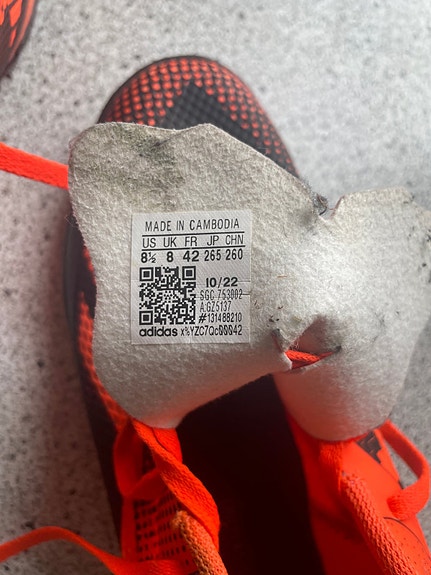 MADE IN CAMBODIA
US UK FR JP CHN
8½ 8 42 265 260
10/22
SGC 753002
A:GZ5137
#131488210
adidas x%YZC7Qc00042